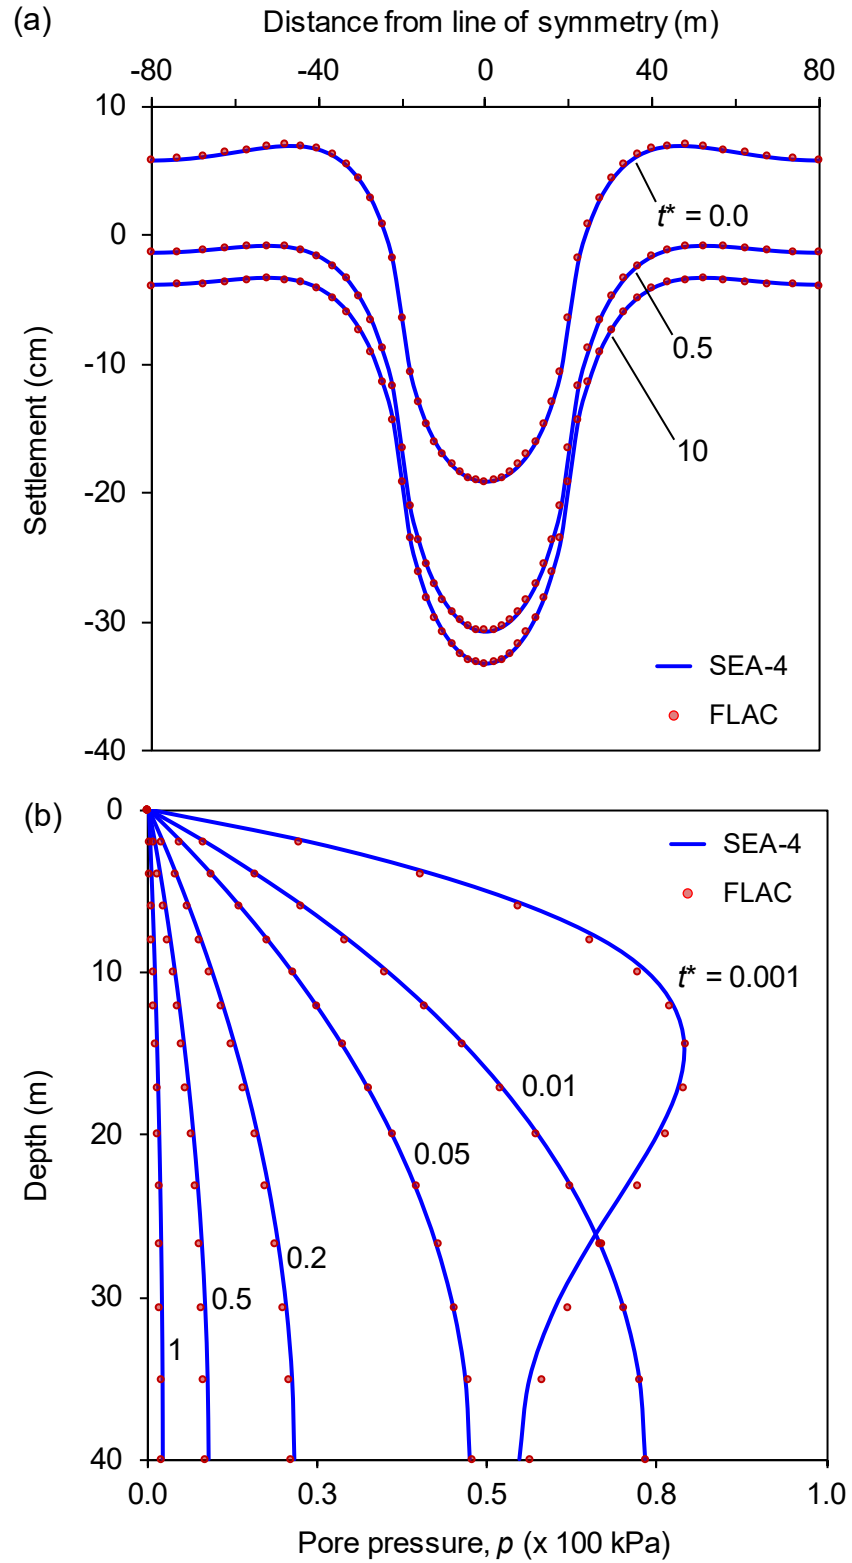 (a)
Distance from line of symmetry (m)
-80 -40 0 40 80
10
0
-10
-20
-30
-40
Settlement (cm)
t* = 0.0
0.5
10
SEA-4
FLAC
(b)
0
10
20
30
40
Depth (m)
SEA-4
FLAC
t* = 0.001
0.01
0.05
0.2
0.5
1
0.0 0.3 0.5 0.8 1.0
Pore pressure, p (x 100 kPa)